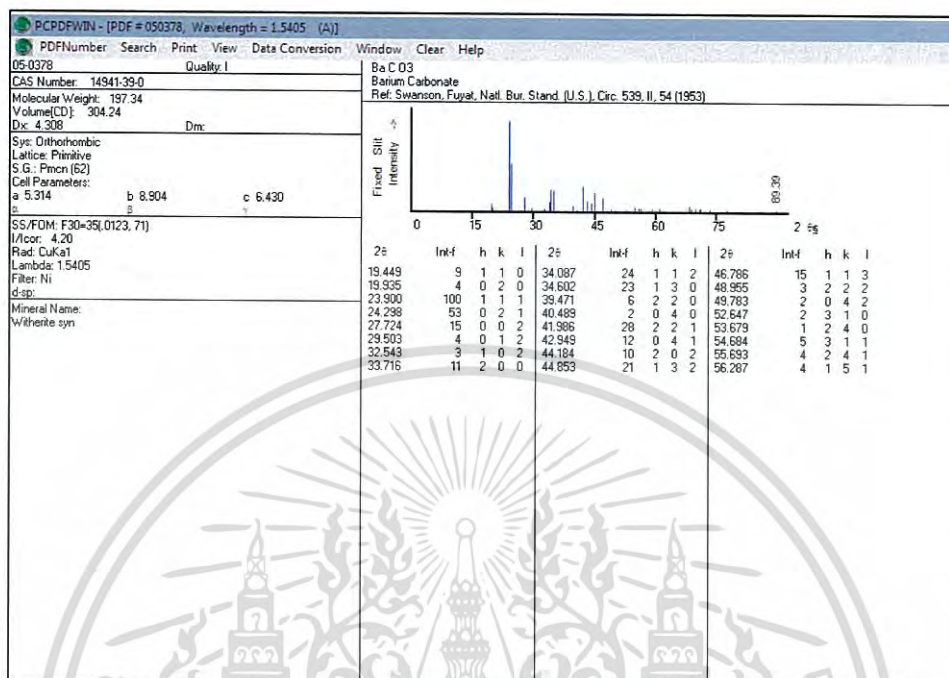 PCPDFWIN - [PDF # 050378, Wavelength = 1.5405 (A)]
PDFNumber Search Print View Data Conversion Window Clear Help
05-0378 Quality: I
CAS Number: 14941-39-0
Molecular Weight: 197.34
Volume[CD]: 304.24
Dx: 4.308 Dm:
Sys: Orthorhombic
Lattice: Primitive
S.G.: Pmcn (62)
Cell Parameters:
a 5.314 b 8.904 c 6.430
α β γ
SS/FOM: F30=35(.0123, 71)
I/Icor: 4.20
Rad: CuKa1
Lambda: 1.5405
Filter: Ni
d-sp:
Mineral Name:
Witherite syn
Ba C O3
Barium Carbonate
Ref: Swanson, Fuyat, Natl. Bur. Stand. (U.S.), Circ. 539, II, 54 (1953)
Fixed Slit
Intensity ->
89.39
0 15 30 45 60 75 2 θ°
2θ Int-f h k l 2θ Int-f h k l 2θ Int-f h k l
19.449 9 1 1 0 34.087 24 1 1 2 46.786 15 1 1 3
19.935 4 0 2 0 34.602 23 1 3 0 48.955 3 2 2 2
23.900 100 1 1 1 39.471 6 2 2 0 49.783 2 0 4 2
24.298 53 0 2 1 40.489 2 0 4 0 52.647 2 3 1 0
27.724 15 0 0 2 41.986 28 2 2 1 53.679 1 2 4 0
29.503 4 0 1 2 42.949 12 0 4 1 54.684 5 3 1 1
32.543 3 1 0 2 44.184 10 2 0 2 55.693 4 2 4 1
33.716 11 2 0 0 44.853 21 1 3 2 56.287 4 1 5 1